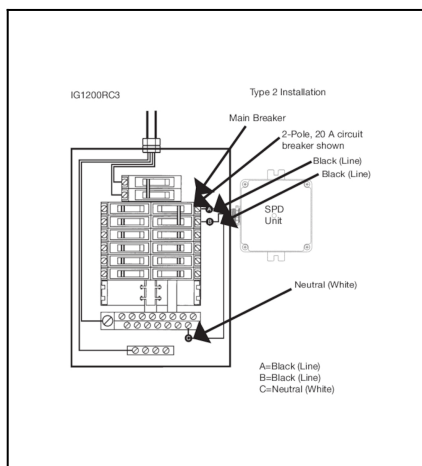 IG1200RC3
Type 2 Installation
Main Breaker
2-Pole, 20 A circuit
breaker shown
Black (Line)
Black (Line)
SPD
Unit
Neutral (White)
A=Black (Line)
B=Black (Line)
C=Neutral (White)